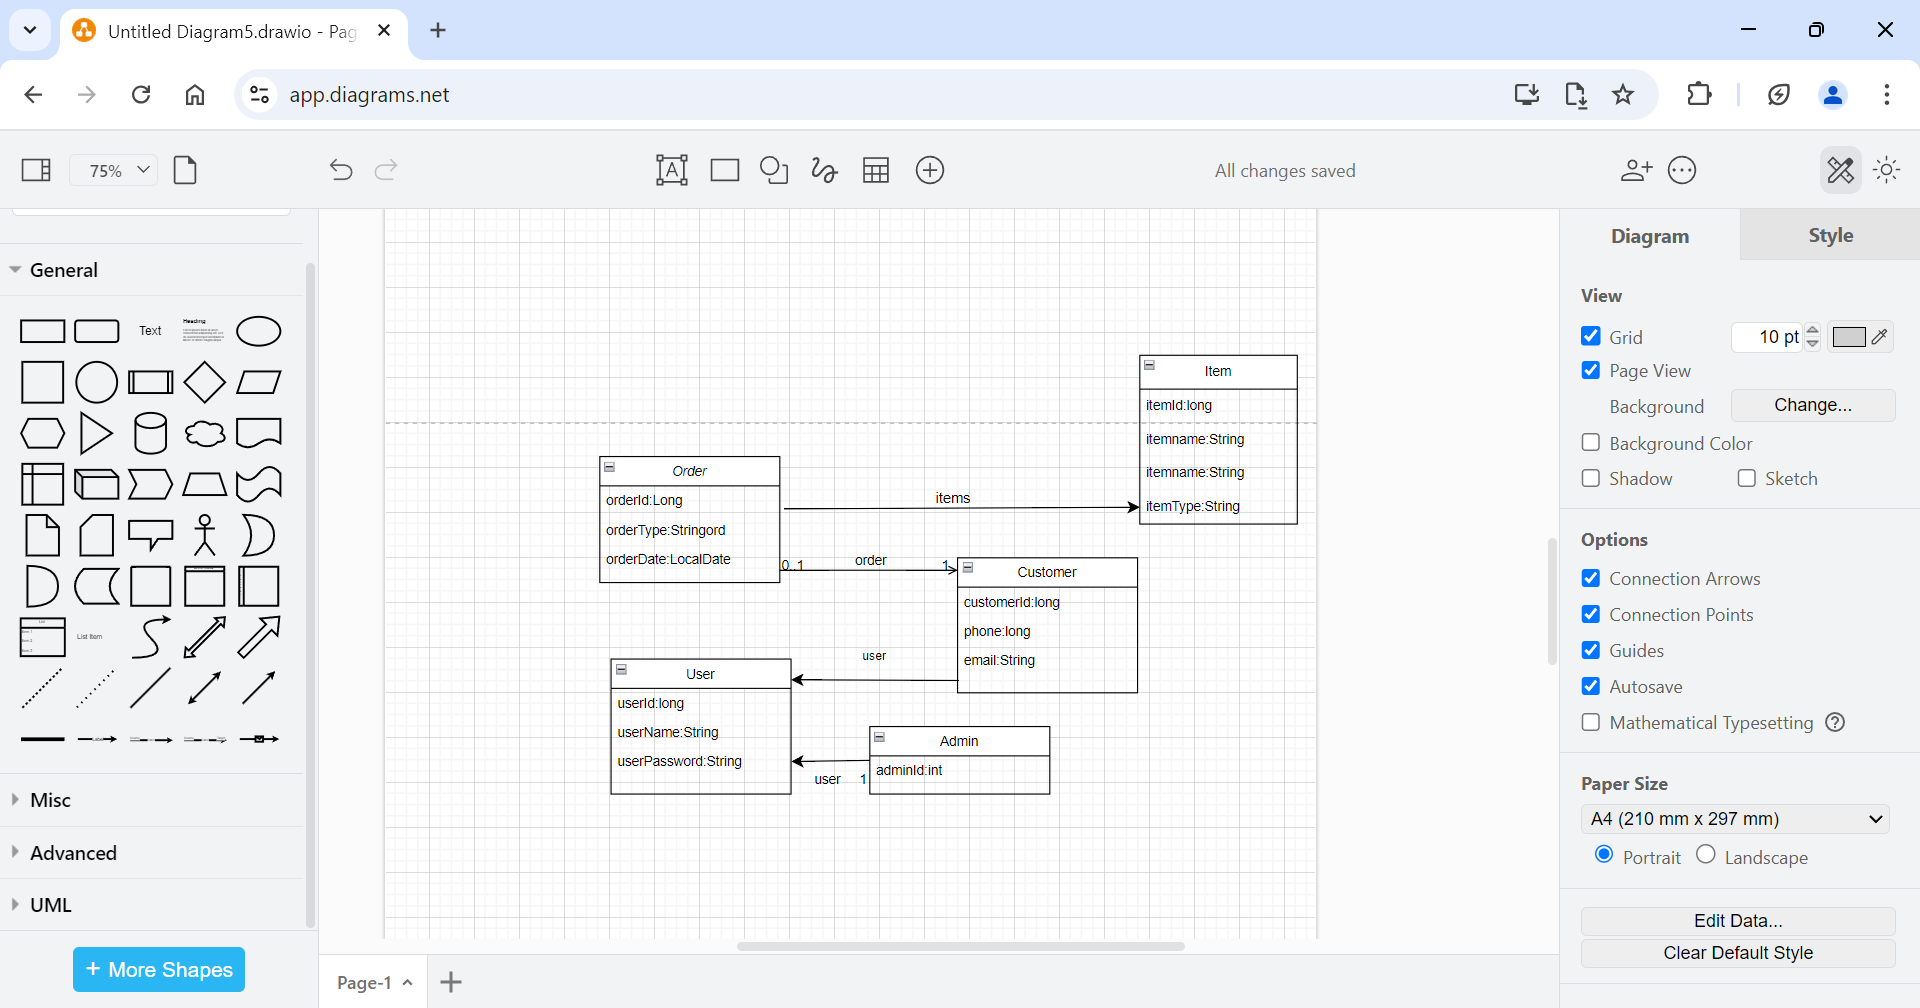 Untitled Diagram5.drawio - Pag
app.diagrams.net
75%
All changes saved
General
Text
Heading
List Item
Misc
Advanced
UML
+ More Shapes
Item
itemId:long
itemname:String
itemname:String
itemType:String
Order
orderId:Long
orderType:Stringord
orderDate:LocalDate
items
0..1
order
1
Customer
customerId:long
phone:long
email:String
user
User
userId:long
userName:String
userPassword:String
Admin
adminId:int
user
1
Page-1
Diagram
Style
View
Grid
10 pt
Page View
Background
Change...
Background Color
Shadow
Sketch
Options
Connection Arrows
Connection Points
Guides
Autosave
Mathematical Typesetting
Paper Size
A4 (210 mm x 297 mm)
Portrait
Landscape
Edit Data...
Clear Default Style